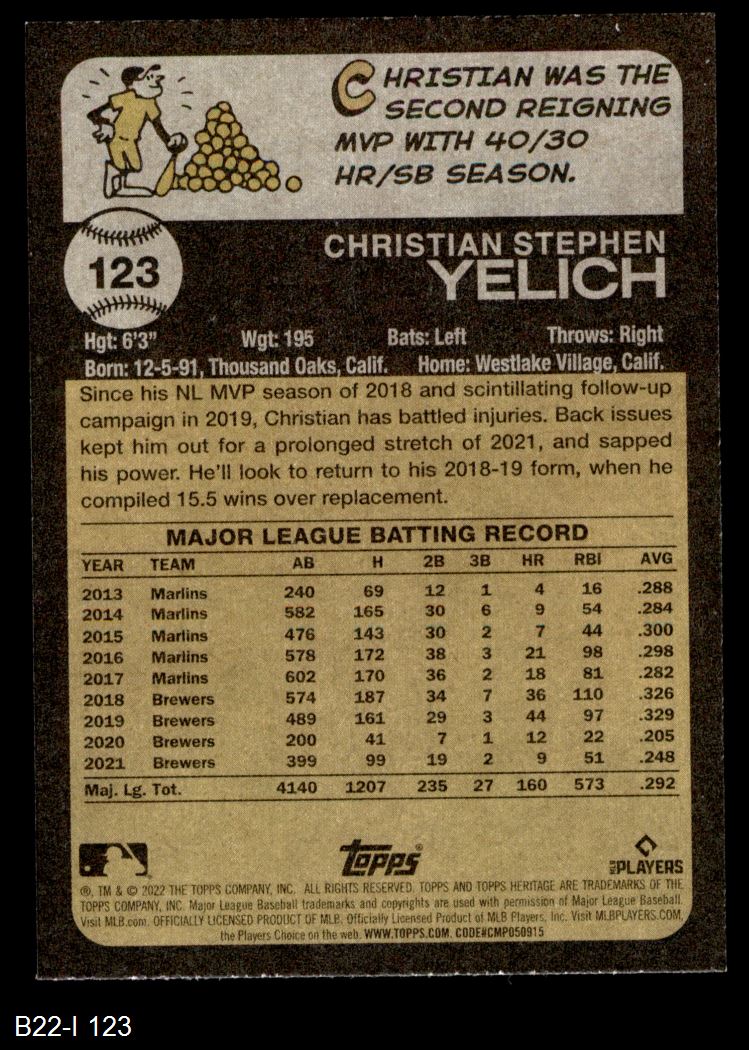 CHRISTIAN WAS THE
SECOND REIGNING
MVP WITH 40/30
HR/SB SEASON.
123
CHRISTIAN STEPHEN
YELICH
Hgt: 6'3" Wgt: 195 Bats: Left Throws: Right
Born: 12-5-91, Thousand Oaks, Calif. Home: Westlake Village, Calif.
Since his NL MVP season of 2018 and scintillating follow-up
campaign in 2019, Christian has battled injuries. Back issues
kept him out for a prolonged stretch of 2021, and sapped
his power. He'll look to return to his 2018-19 form, when he
compiled 15.5 wins over replacement.
MAJOR LEAGUE BATTING RECORD
YEAR TEAM AB H 2B 3B HR RBI AVG
2013 Marlins 240 69 12 1 4 16 .288
2014 Marlins 582 165 30 6 9 54 .284
2015 Marlins 476 143 30 2 7 44 .300
2016 Marlins 578 172 38 3 21 98 .298
2017 Marlins 602 170 36 2 18 81 .282
2018 Brewers 574 187 34 7 36 110 .326
2019 Brewers 489 161 29 3 44 97 .329
2020 Brewers 200 41 7 1 12 22 .205
2021 Brewers 399 99 19 2 9 51 .248
Maj. Lg. Tot. 4140 1207 235 27 160 573 .292
Topps
MLB PLAYERS
®, TM & © 2022 THE TOPPS COMPANY, INC. ALL RIGHTS RESERVED. TOPPS AND TOPPS HERITAGE ARE TRADEMARKS OF THE
TOPPS COMPANY, INC. Major League Baseball trademarks and copyrights are used with permission of Major League Baseball.
Visit MLB.com. OFFICIALLY LICENSED PRODUCT OF MLB. Officially Licensed Product of MLB Players, Inc. Visit MLBPLAYERS.COM,
the Players Choice on the web. WWW.TOPPS.COM. CODE#CMP050915
B22-I 123